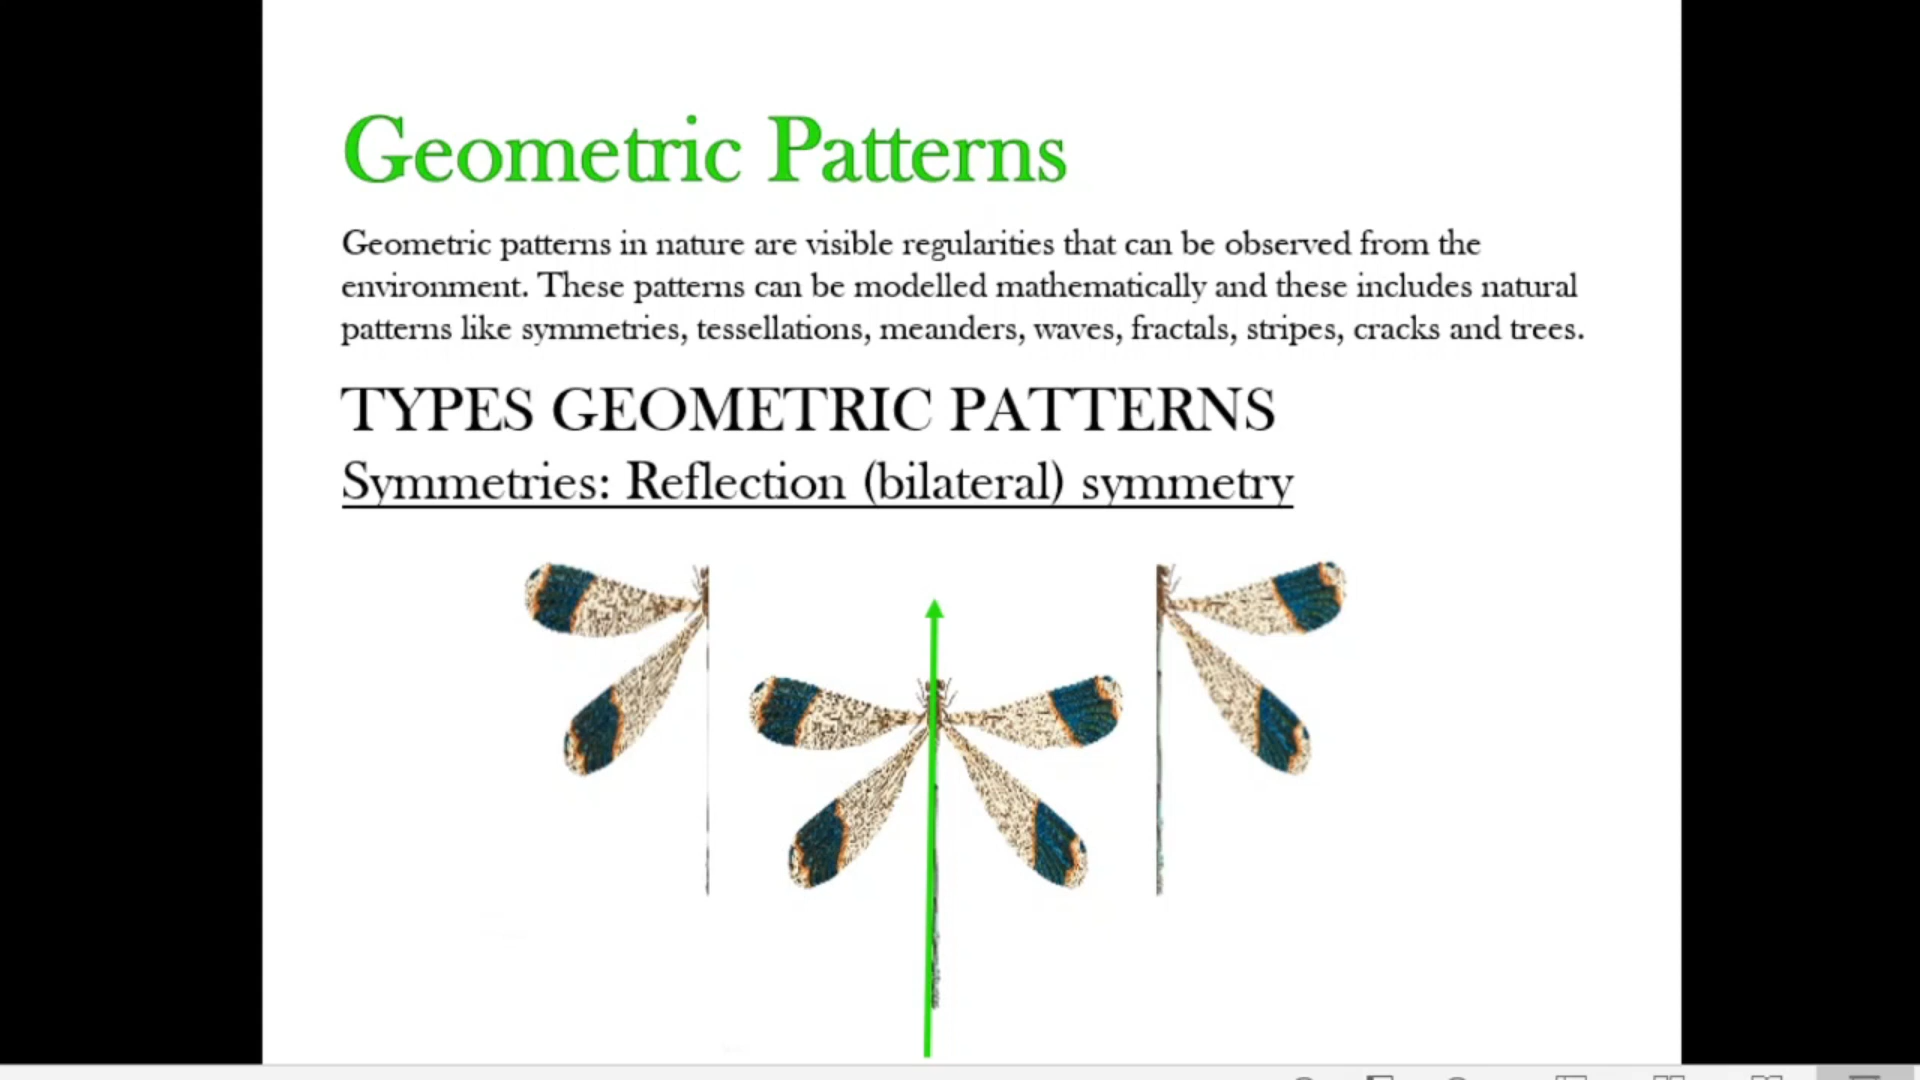 Geometric Patterns
Geometric patterns in nature are visible regularities that can be observed from the
environment. These patterns can be modelled mathematically and these includes natural
patterns like symmetries, tessellations, meanders, waves, fractals, stripes, cracks and trees.
TYPES GEOMETRIC PATTERNS
Symmetries: Reflection (bilateral) symmetry